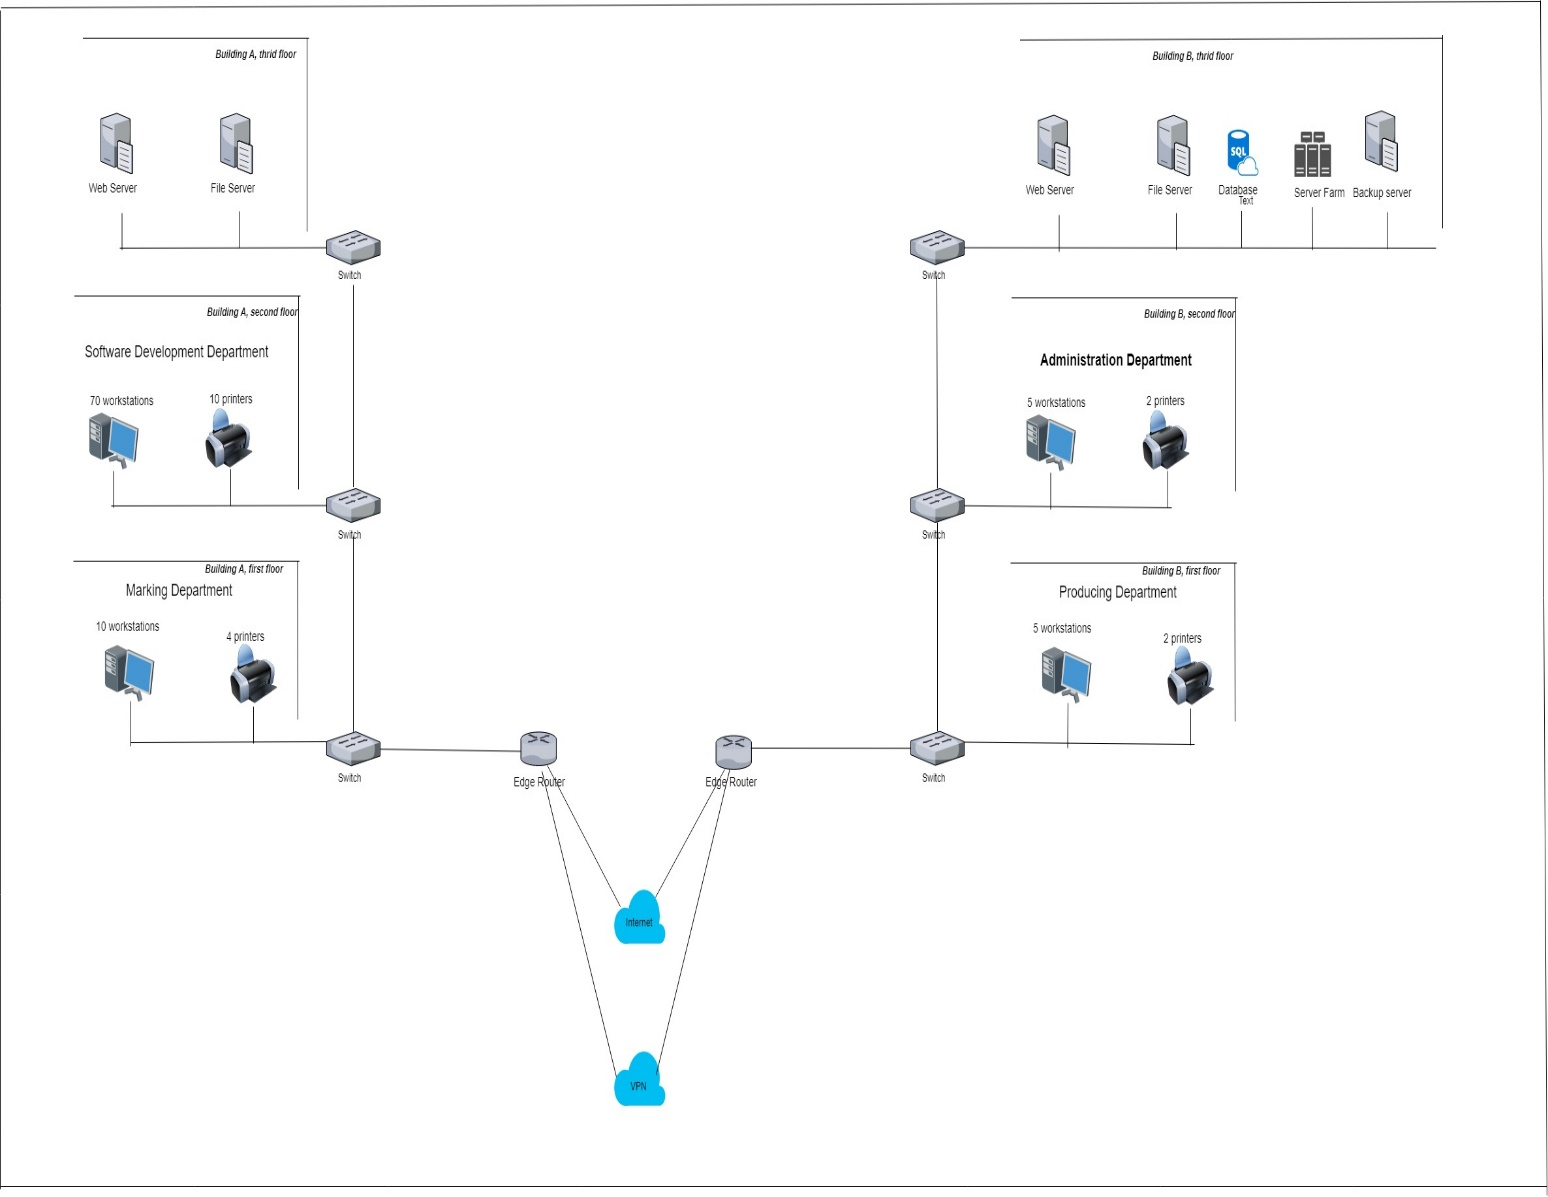 Building A, thrid floor
Web Server
File Server
Switch
Building A, second floor
Software Development Department
70 workstations
10 printers
Switch
Building A, first floor
Marking Department
10 workstations
4 printers
Switch
Edge Router
Building B, thrid floor
Web Server
File Server
SQL
Database
Text
Server Farm
Backup server
Switch
Building B, second floor
Administration Department
5 workstations
2 printers
Switch
Building B, first floor
Producing Department
5 workstations
2 printers
Switch
Edge Router
Internet
VPN